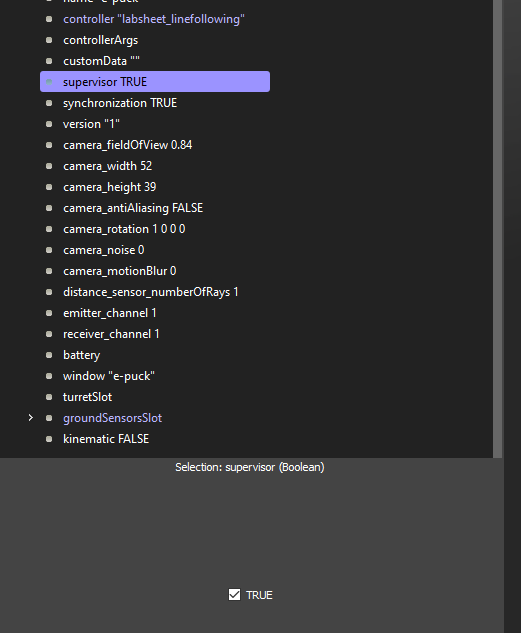 name "e-puck"
controller "labsheet_linefollowing"
controllerArgs
customData ""
supervisor TRUE
synchronization TRUE
version "1"
camera_fieldOfView 0.84
camera_width 52
camera_height 39
camera_antiAliasing FALSE
camera_rotation 1 0 0 0
camera_noise 0
camera_motionBlur 0
distance_sensor_numberOfRays 1
emitter_channel 1
receiver_channel 1
battery
window "e-puck"
turretSlot
groundSensorsSlot
kinematic FALSE
Selection: supervisor (Boolean)
TRUE